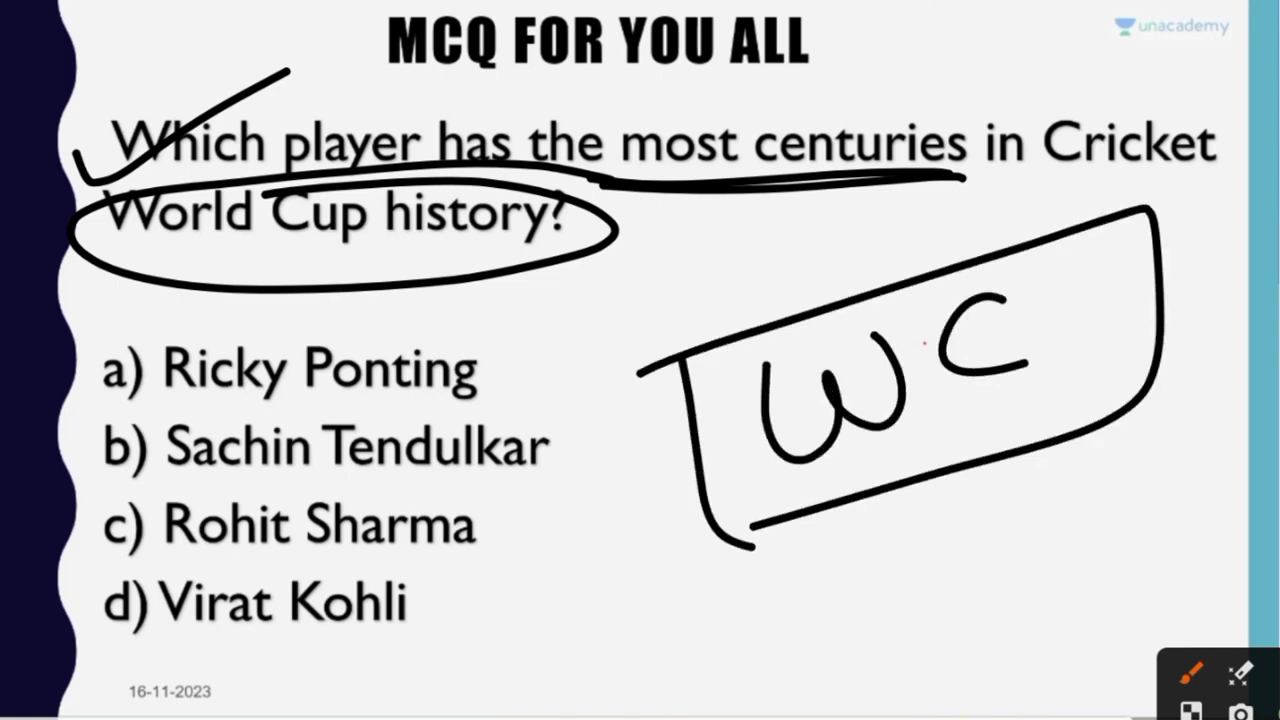 MCQ FOR YOU ALL
unacademy
Which player has the most centuries in Cricket
World Cup history?
WC
a) Ricky Ponting
b) Sachin Tendulkar
c) Rohit Sharma
d) Virat Kohli
16-11-2023